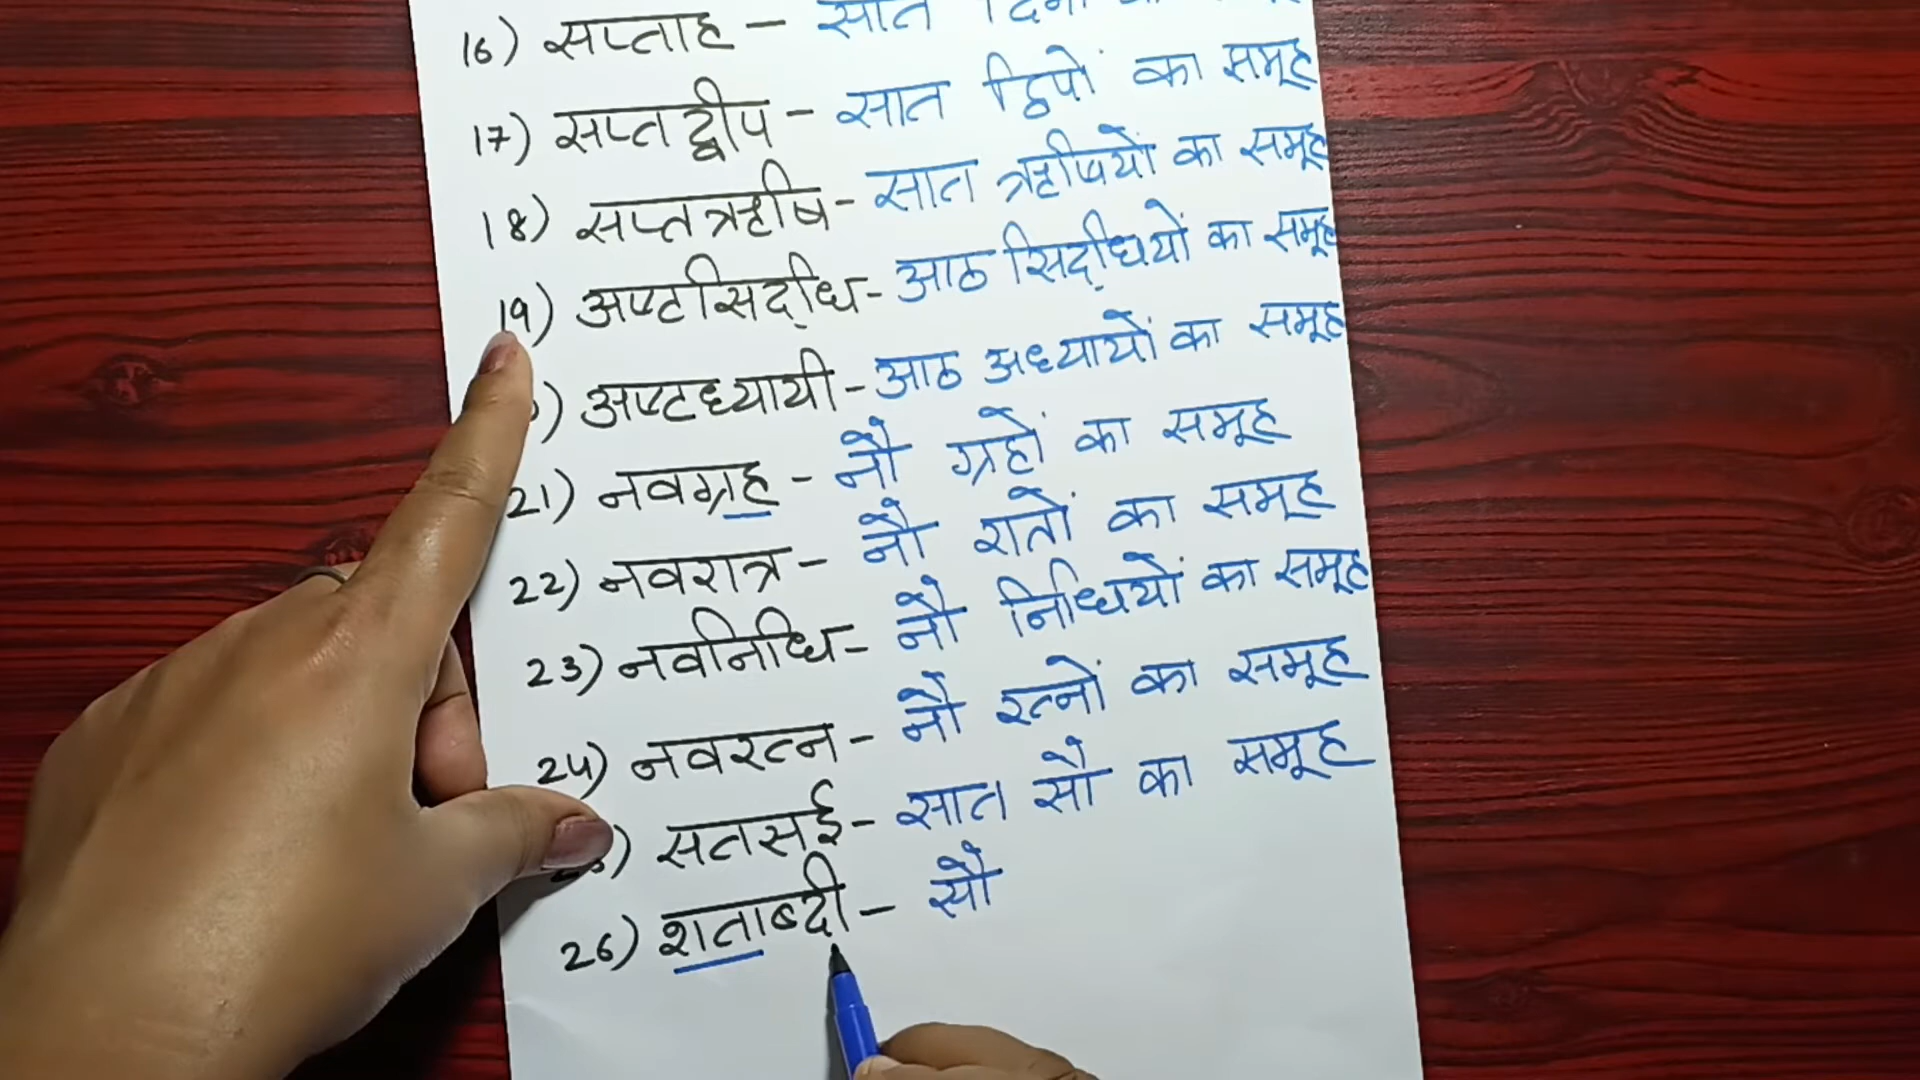 16) सप्ताह - सात
17) सप्तद्वीप - सात द्विपों का समूह
18) सप्तऋषि - सात ऋषियों का समूह
19) अष्टसिद्धि - आठ सिद्धियों का समूह
) अष्टध्यायी - आठ अध्यायों का समूह
21) नवग्रह - नौ ग्रहों का समूह
22) नवरात्र - नौ रातों का समूह
23) नवनिधि - नौ निधियों का समूह
24) नवरत्न - नौ रत्नों का समूह
) सतसई - सात सौ का समूह
26) शताब्दी - सौ